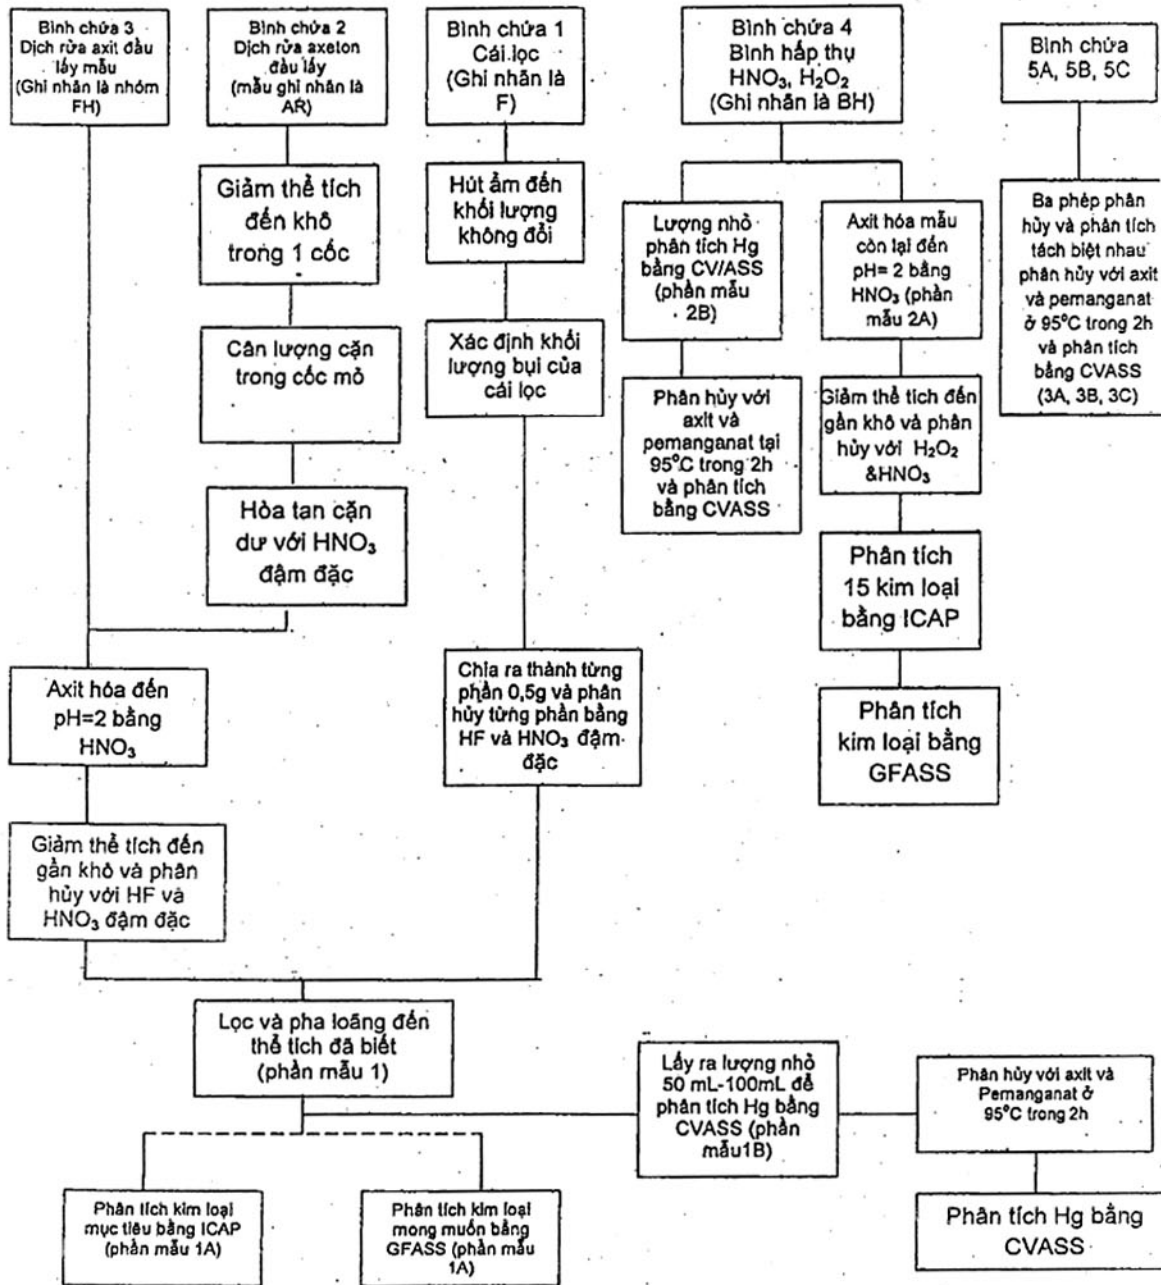 Bình chứa 3
Dịch rửa axit đầu
lấy mẫu
(Ghi nhãn là nhóm
FH)
Bình chứa 2
Dịch rửa axeton
đầu lấy
(mẫu ghi nhãn là
AR)
Bình chứa 1
Cái lọc
(Ghi nhãn là
F)
Bình chứa 4
Bình hấp thụ
HNO₃, H₂O₂
(Ghi nhãn là BH)
Bình chứa
5A, 5B, 5C
Giảm thể tích
đến khô
trong 1 cốc
Hút ẩm đến
khối lượng
không đổi
Lượng nhỏ
phân tích Hg
bằng CV/ASS
(phần mẫu
2B)
Axit hóa mẫu
còn lại đến
pH= 2 bằng
HNO₃ (phần
mẫu 2A)
Ba phép phân
hủy và phân tích
tách biệt nhau
phân hủy với axit
và pemanganat
ở 95°C trong 2h
và phân tích
bằng CVASS
(3A, 3B, 3C)
Cân lượng cặn
trong cốc mỏ
Xác định khối
lượng bụi của
cái lọc
Phân hủy với
axit và
pemanganat tại
95°C trong 2h
và phân tích
bằng CVASS
Giảm thể tích đến
gần khô và phân
hủy với H₂O₂
&HNO₃
Hòa tan cặn
dư với HNO₃
đậm đặc
Phân tích
15 kim loại
bằng ICAP
Axit hóa đến
pH=2 bằng
HNO₃
Chia ra thành từng
phần 0,5g và phân
hủy từng phần bằng
HF và HNO₃ đậm
đặc
Phân tích
kim loại bằng
GFASS
Giảm thể tích đến
gần khô và phân
hủy với HF và
HNO₃ đậm đặc
Lọc và pha loãng đến
thể tích đã biết
(phần mẫu 1)
Lấy ra lượng nhỏ
50 mL-100mL để
phân tích Hg bằng
CVASS (phần
mẫu1B)
Phân hủy với axit và
Pemanganat ở
95°C trong 2h
Phân tích kim loại
mục tiêu bằng ICAP
(phần mẫu 1A)
Phân tích kim loại
mong muốn bằng
GFASS (phần mẫu
1A)
Phân tích Hg bằng
CVASS